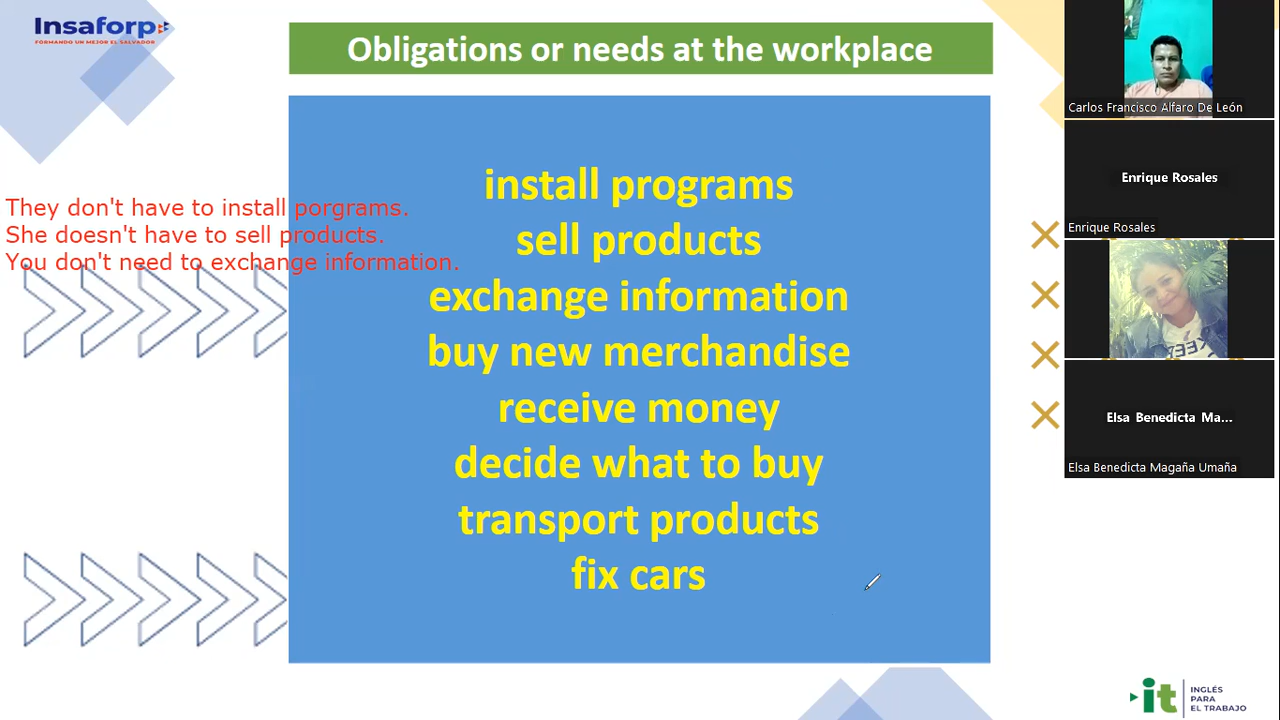 Insaforp
FORMANDO UN MEJOR EL SALVADOR
Obligations or needs at the workplace
install programs
sell products
exchange information
buy new merchandise
receive money
decide what to buy
transport products
fix cars
They don't have to install porgrams.
She doesn't have to sell products.
You don't need to exchange information.
Carlos Francisco Alfaro De León
Enrique Rosales
Enrique Rosales
KEE
Elsa Benedicta Ma...
Elsa Benedicta Magaña Umaña
it
INGLÉS
PARA
EL TRABAJO